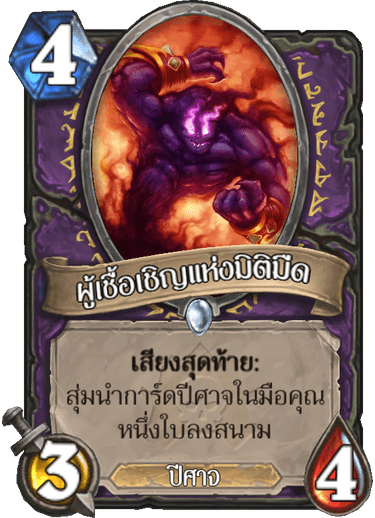 4
ผู้เชื้อเชิญแห่งมิติมืด
เสียงสุดท้าย:
สุ่มนำการ์ดปีศาจในมือคุณ
หนึ่งใบลงสนาม
3
ปีศาจ
4